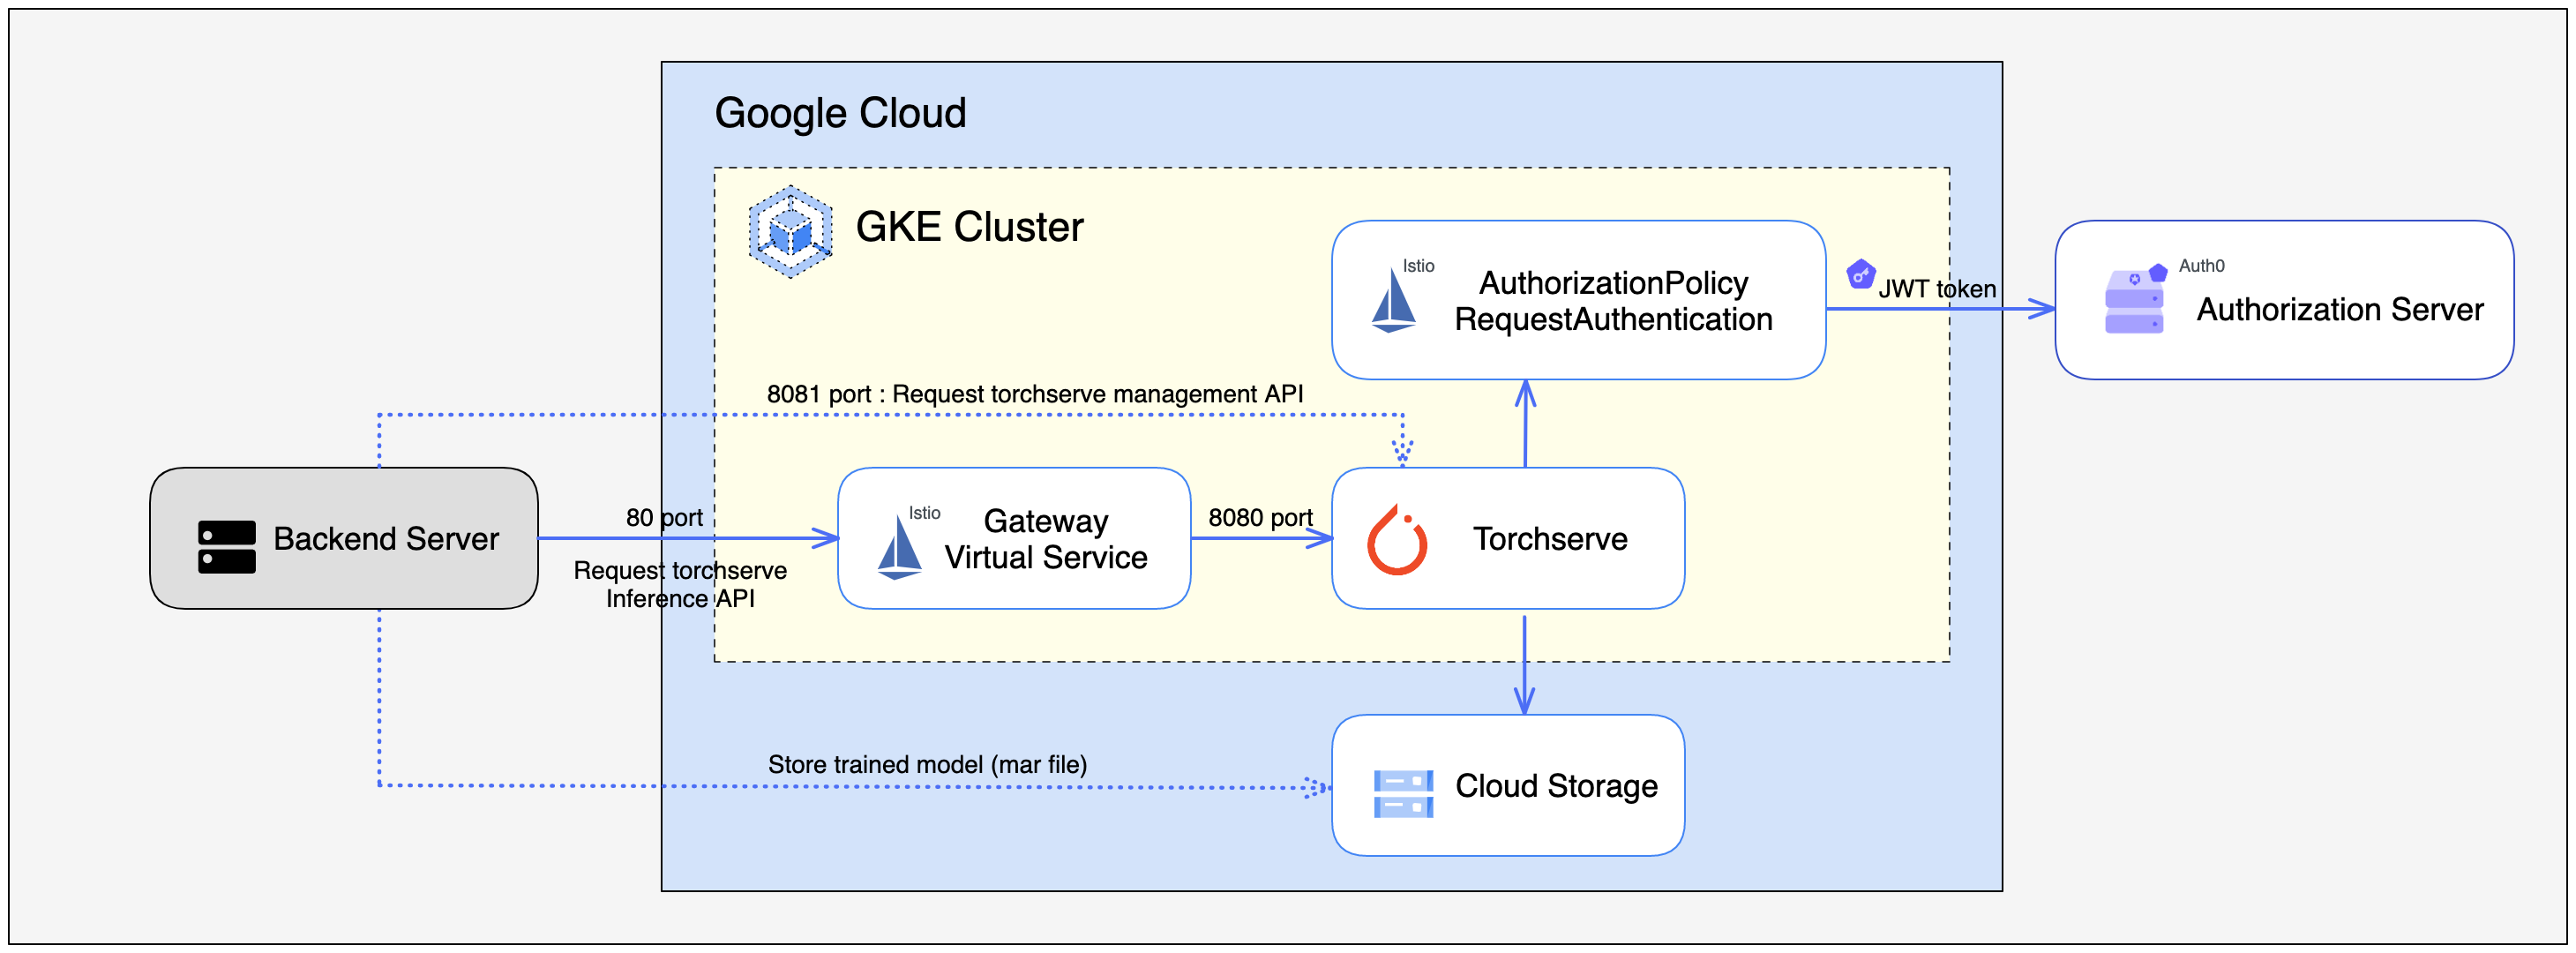 Google Cloud
GKE Cluster
Istio
AuthorizationPolicy
RequestAuthentication
JWT token
Auth0
Authorization Server
8081 port : Request torchserve management API
Backend Server
80 port
Request torchserve
Inference API
Istio
Gateway
Virtual Service
8080 port
Torchserve
Store trained model (mar file)
Cloud Storage